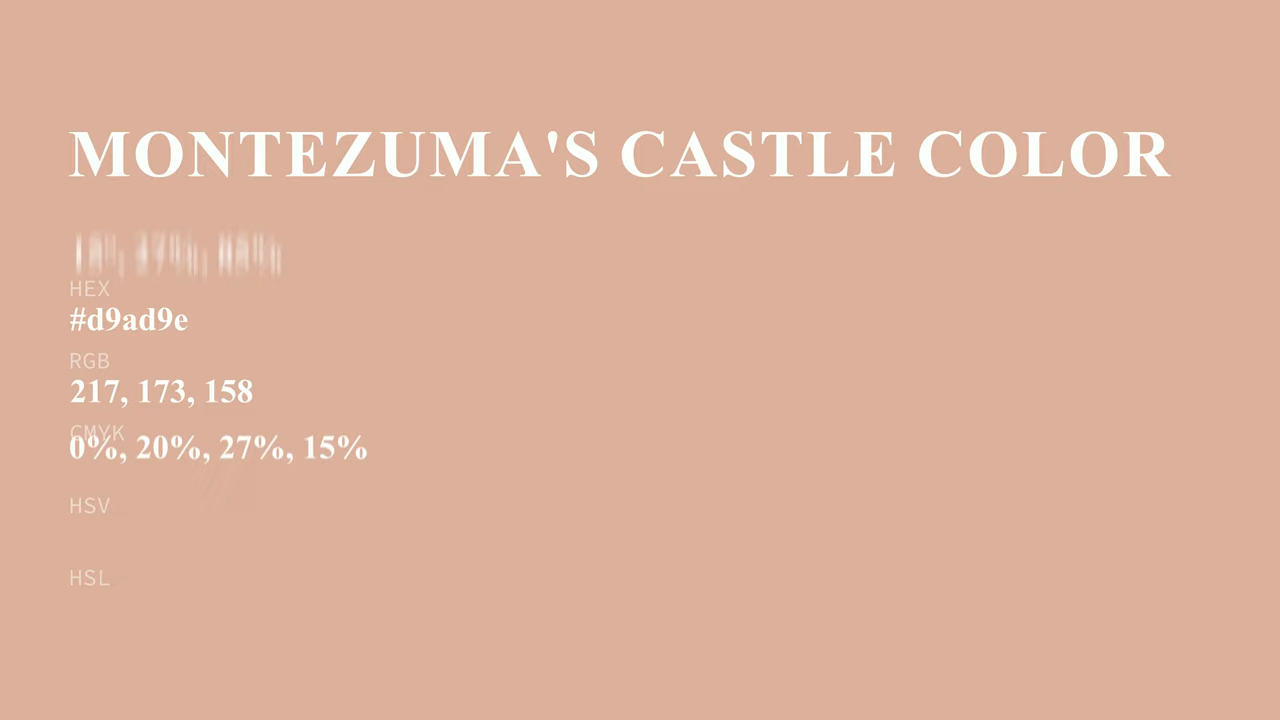 MONTEZUMA'S CASTLE COLOR
HEX
#d9ad9e
RGB
217, 173, 158
CMYK
0%, 20%, 27%, 15%
HSV
HSL